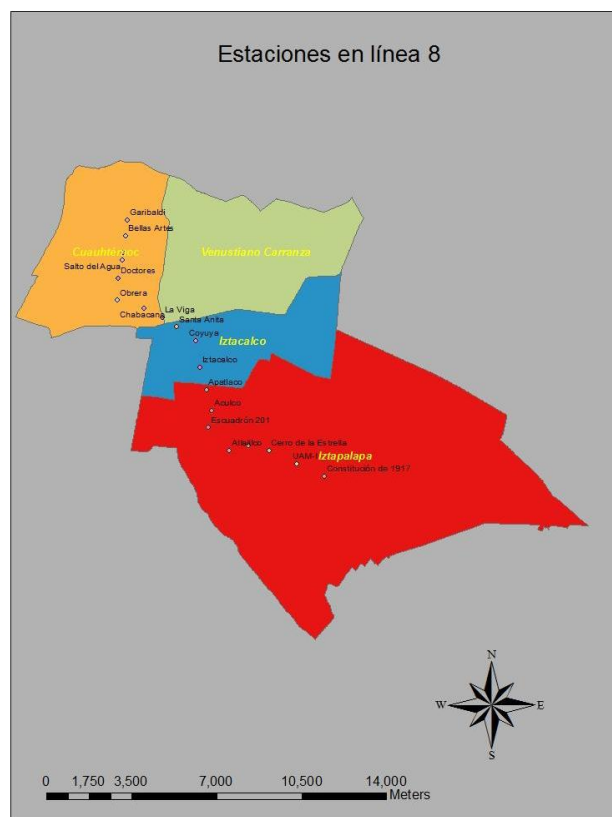 Estaciones en línea 8
Garibaldi
Bellas Artes
Cuauhtémoc
Venustiano Carranza
Salto del Agua
Doctores
Obrera
Chabacano
La Viga
Santa Anita
Coyuya
Iztacalco
Iztacalco
Apatlaco
Aculco
Escuadrón 201
Atlalilco
Cerro de la Estrella
UAM-I
Iztapalapa
Constitución de 1917
N
W
E
S
0 1,750 3,500 7,000 10,500 14,000
Meters